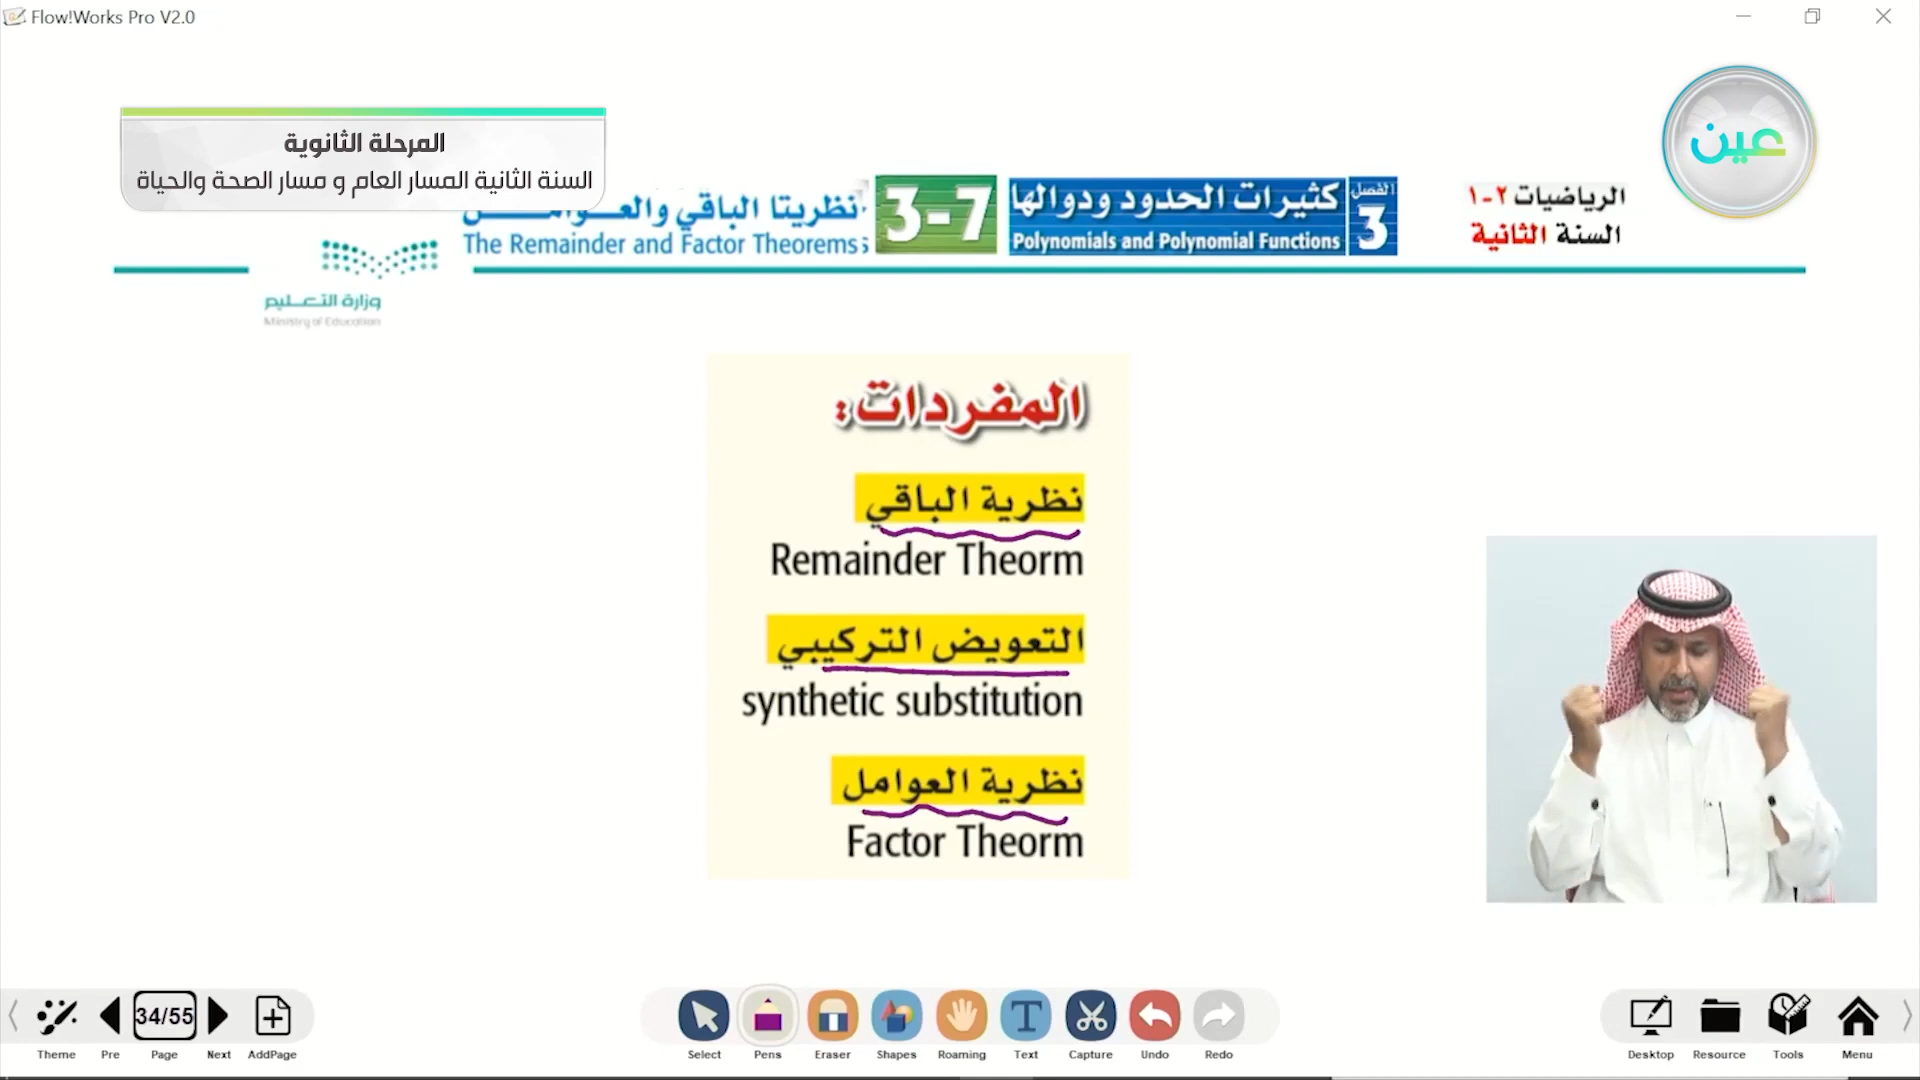 Flow!Works Pro V2.0
عين
المرحلة الثانوية
السنة الثانية المسار العام و مسار الصحة والحياة
الرياضيات ٢-١
السنة الثانية
الفصل 3
كثيرات الحدود ودوالها
Polynomials and Polynomial Functions
3-7
نظريتا الباقي
The Remainder and Factor Theorems
وزارة التعليم
Ministry of Education
المفردات:
نظرية الباقي
Remainder Theorm
التعويض التركيبي
synthetic substitution
نظرية العوامل
Factor Theorm
34/55
Theme Pre Page Next AddPage
Select Pens Eraser Shapes Roaming Text Capture Undo Redo
Desktop Resource Tools Menu